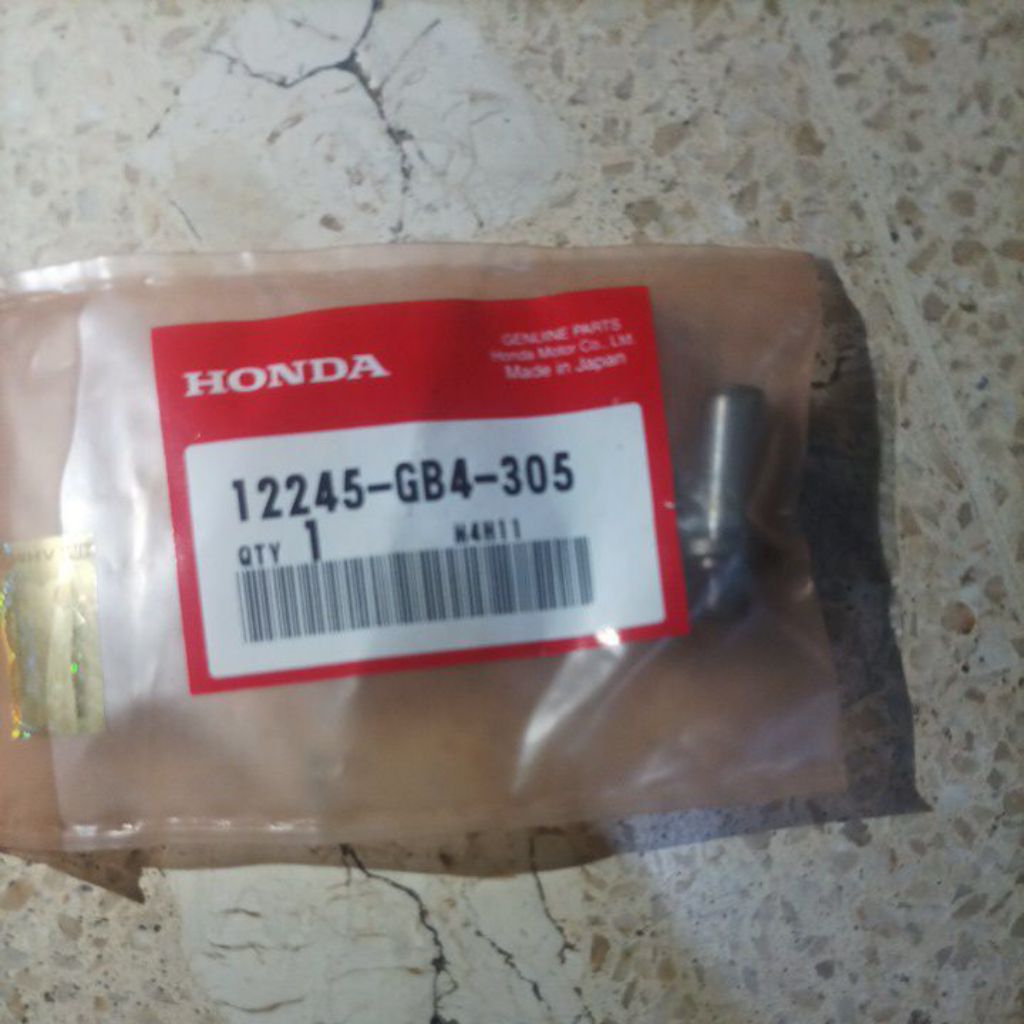 HONDA
GENUINE PARTS
Honda Motor Co., Ltd.
Made in Japan
12245-GB4-305
QTY 1 N4H11